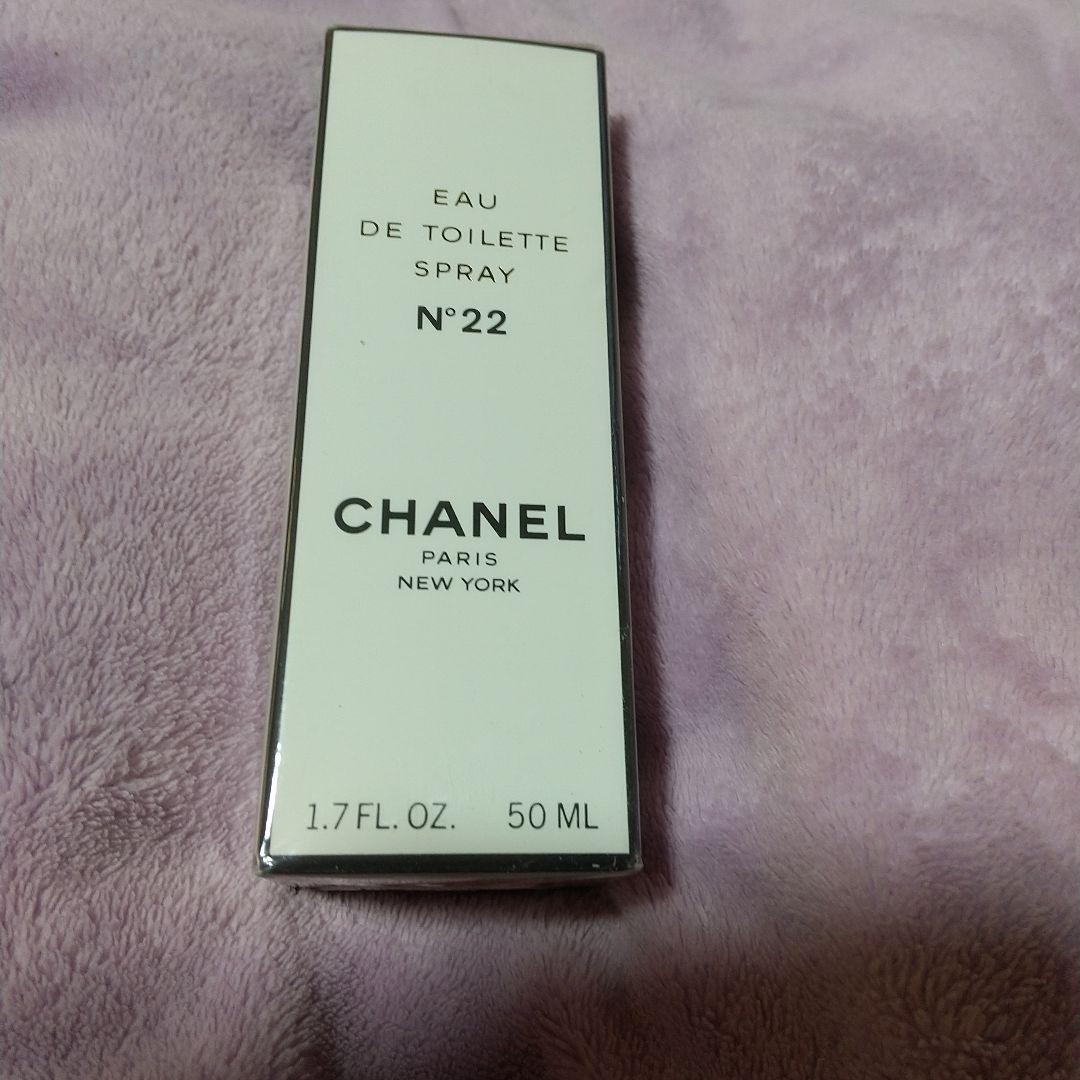 EAU
DE TOILETTE
SPRAY
N°22
CHANEL
PARIS
NEW YORK
1.7 FL. OZ. 50 ML